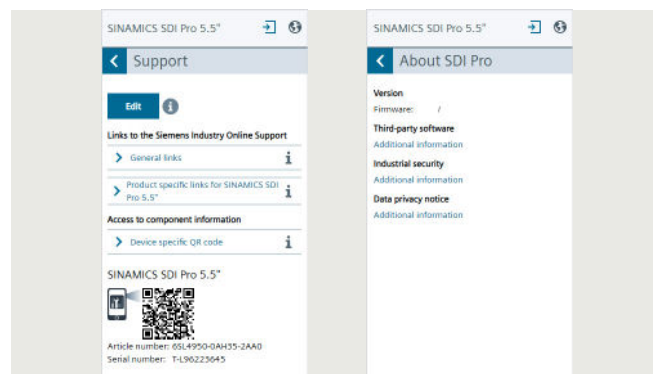 SINAMICS SDI Pro 5.5"
Support
Edit
Links to the Siemens Industry Online Support
General links
Product specific links for SINAMICS SDI
Pro 5.5"
Access to component information
Device specific QR code
SINAMICS SDI Pro 5.5"
Article number: 6SL4950-0AH55-2AA0
Serial number: T-L96223645
SINAMICS SDI Pro 5.5"
About SDI Pro
Version
Firmware: /
Third-party software
Additional information
Industrial security
Additional information
Data privacy notice
Additional information